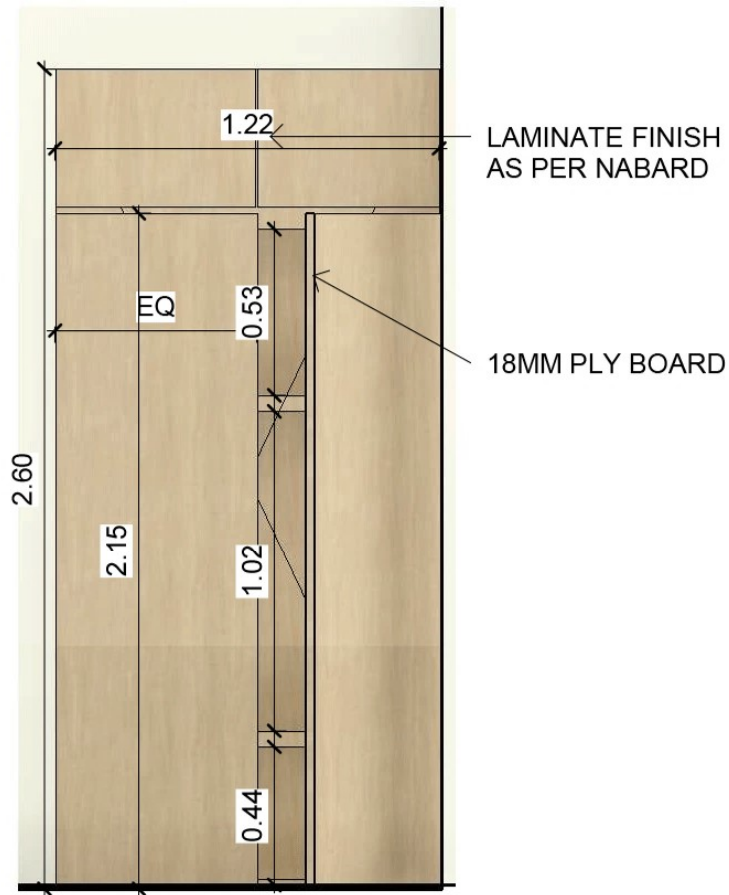 1.22
LAMINATE FINISH
AS PER NABARD
EQ
0.53
18MM PLY BOARD
2.60
2.15
1.02
0.44